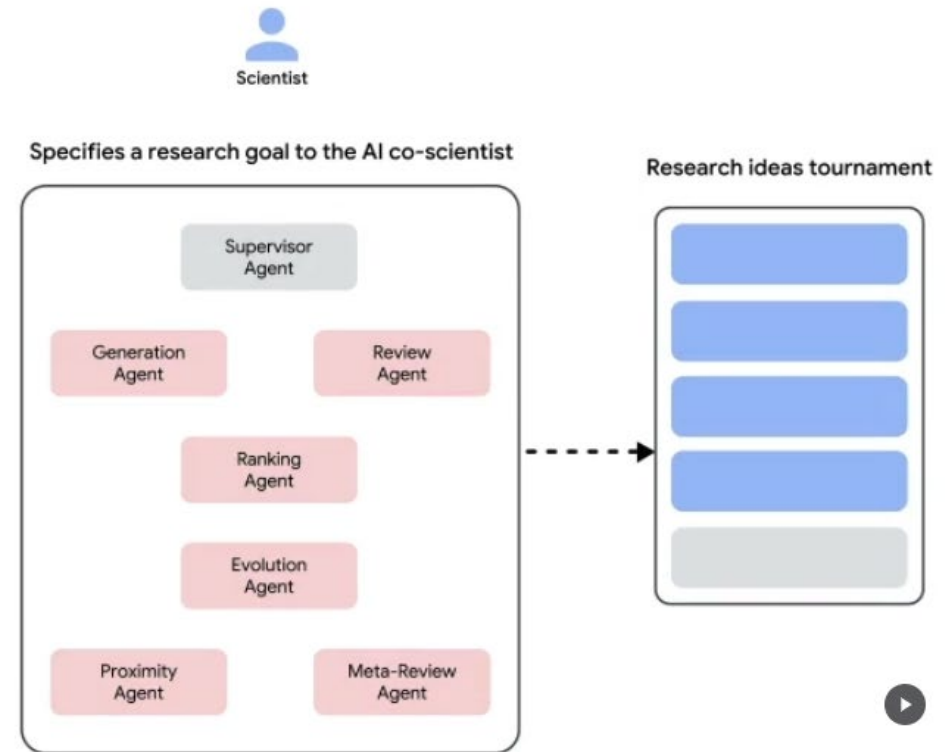 Scientist
Specifies a research goal to the AI co-scientist
Research ideas tournament
Supervisor
Agent
Generation
Agent
Review
Agent
Ranking
Agent
Evolution
Agent
Proximity
Agent
Meta-Review
Agent